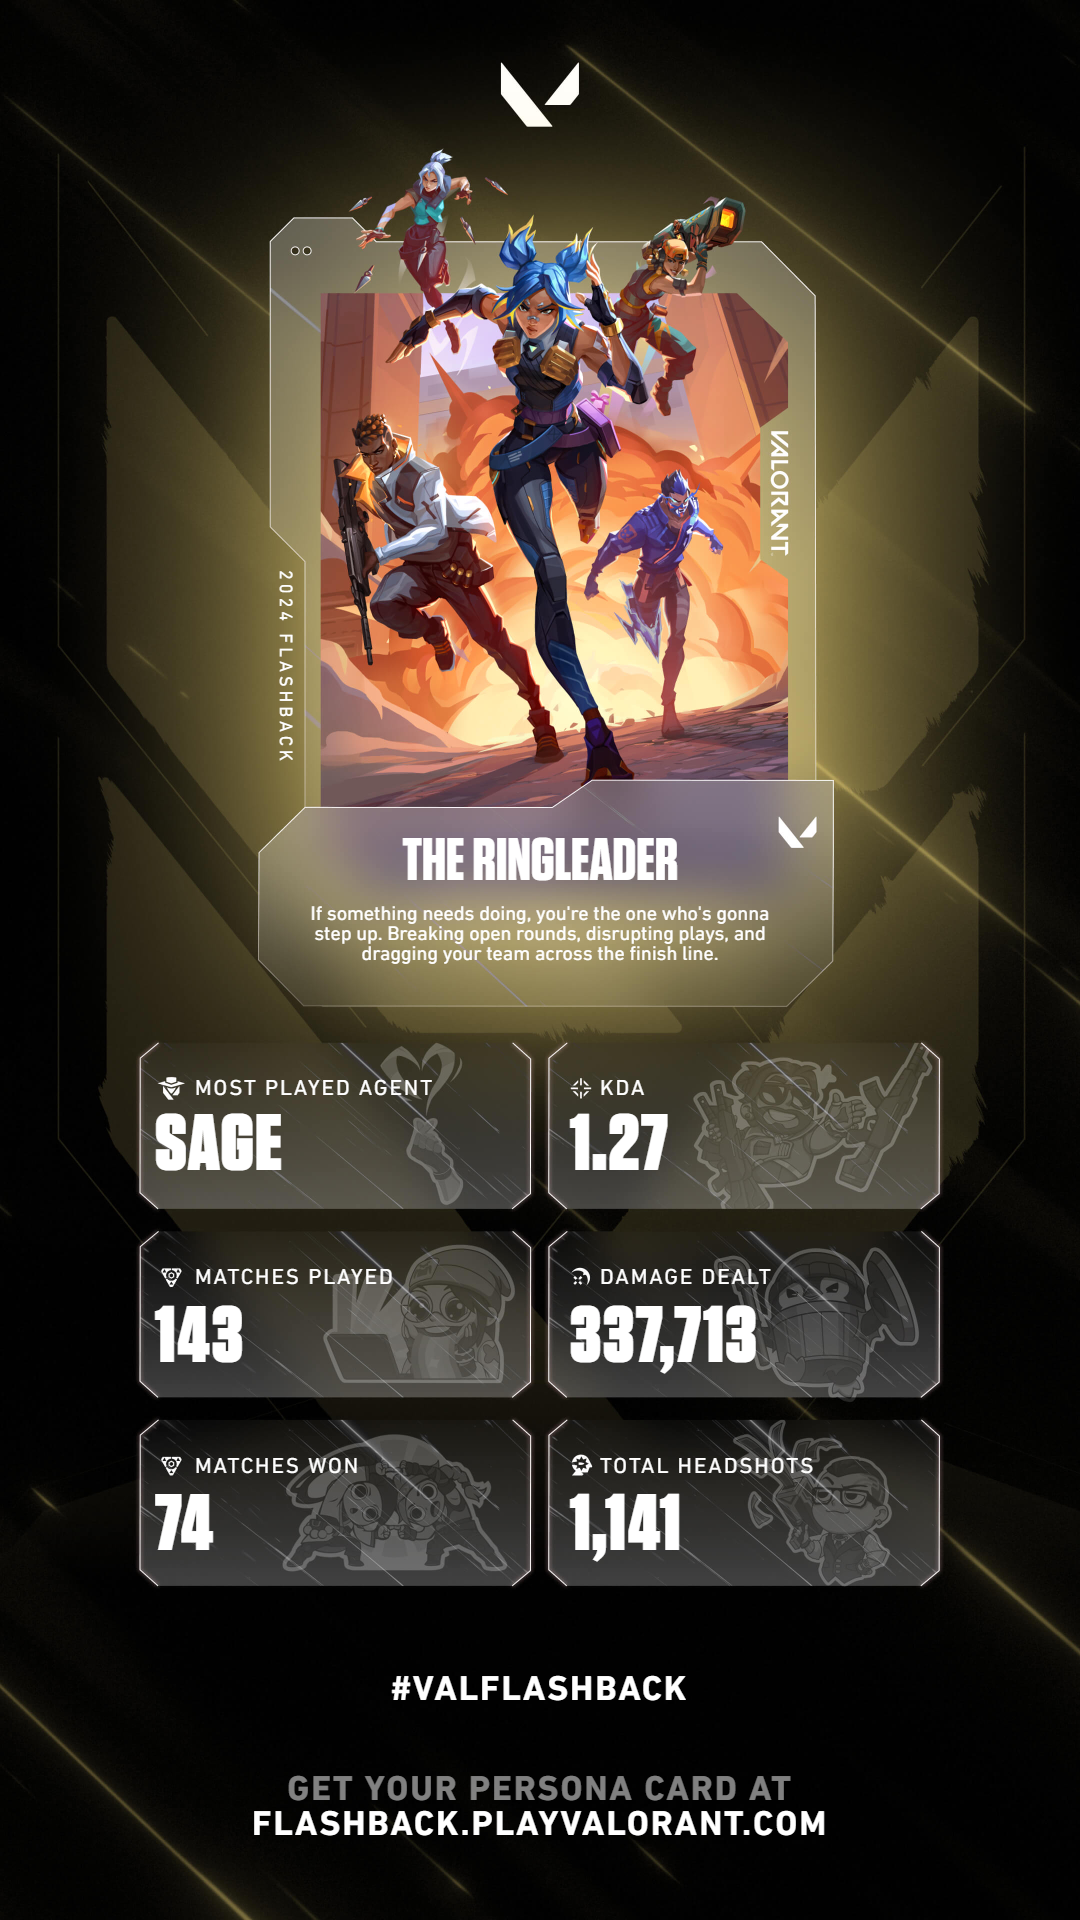 VALORANT
2024 FLASHBACK
THE RINGLEADER
If something needs doing, you're the one who's gonna
step up. Breaking open rounds, disrupting plays, and
dragging your team across the finish line.
MOST PLAYED AGENT
SAGE
KDA
1.27
MATCHES PLAYED
143
DAMAGE DEALT
337,713
MATCHES WON
74
TOTAL HEADSHOTS
1,141
#VALFLASHBACK
GET YOUR PERSONA CARD AT
FLASHBACK.PLAYVALORANT.COM